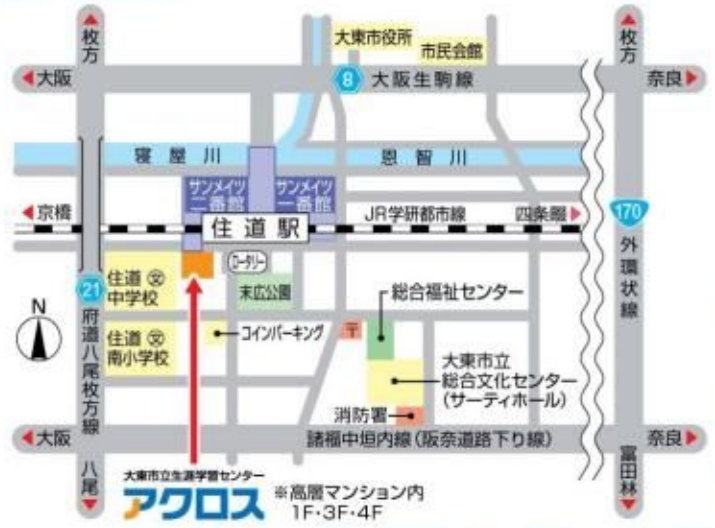 枚方
枚方
大東市役所
市民会館
大阪
8
大阪生駒線
奈良
寝屋川
恩智川
サンメイツ
二番館
サンメイツ
一番館
京橋
住道駅
JR学研都市線
四条畷
170
外環状線
ロータリー
住道 文
中学校
末広公園
21
府道八尾枚方線
N
総合福祉センター
住道 文
南小学校
コインパーキング
〒
大東市立
総合文化センター
(サーティホール)
消防署
大阪
諸福中垣内線(阪奈道路下り線)
奈良
八尾
富田林
大東市立生涯学習センター
アクロス
※高層マンション内
1F・3F・4F